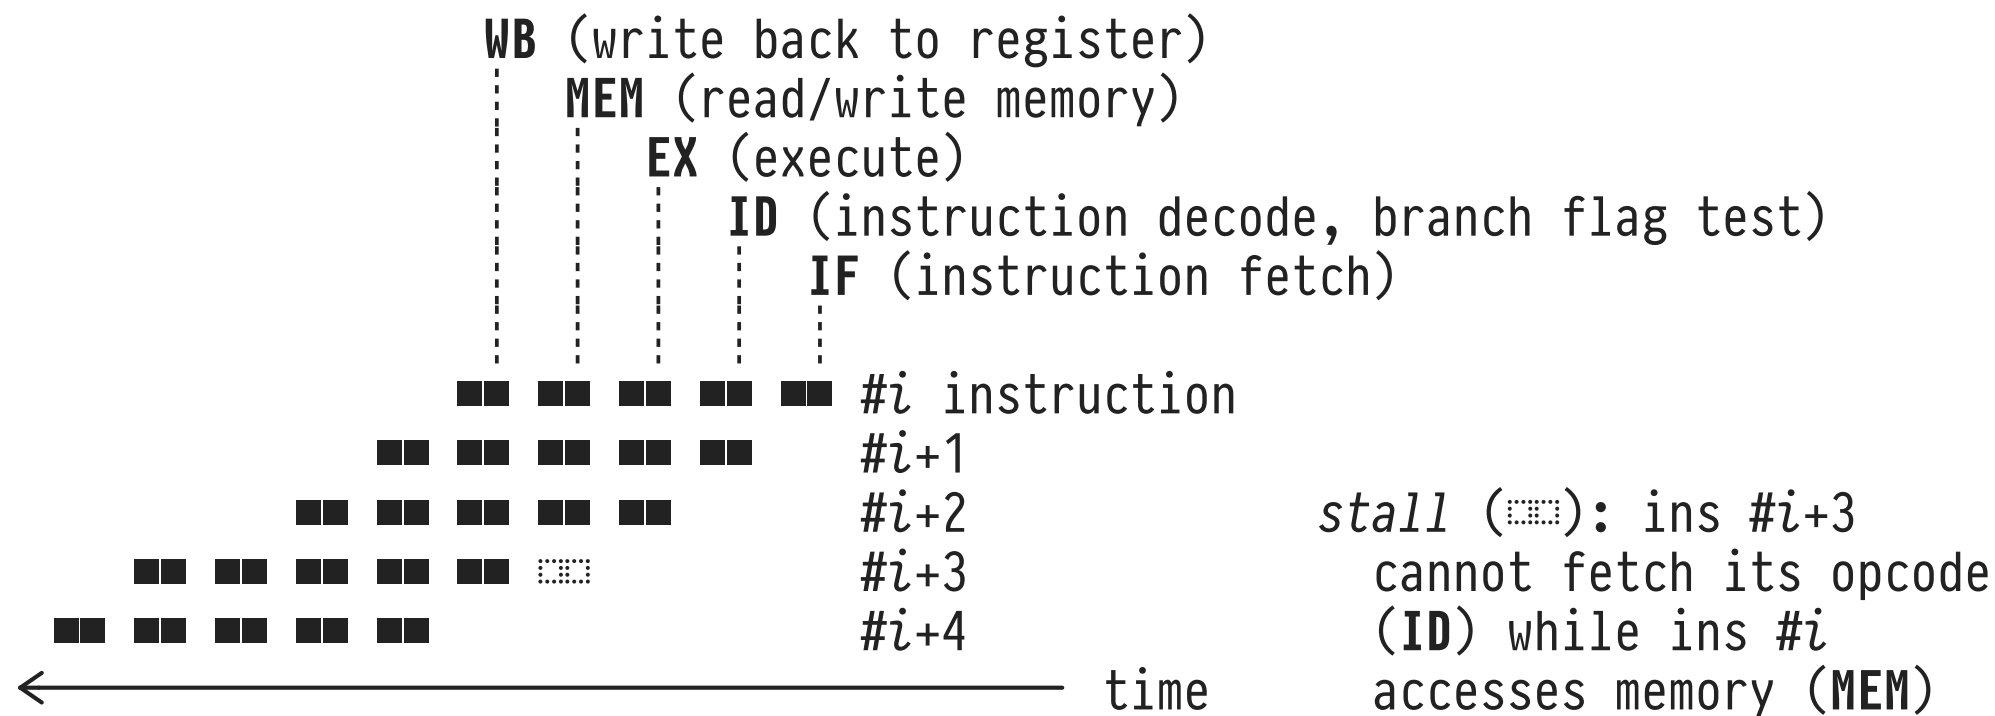 WB (write back to register)
MEM (read/write memory)
EX (execute)
ID (instruction decode, branch flag test)
IF (instruction fetch)
#i instruction
#i+1
#i+2
#i+3
#i+4
time
stall ( ): ins #i+3
cannot fetch its opcode
(ID) while ins #i
accesses memory (MEM)